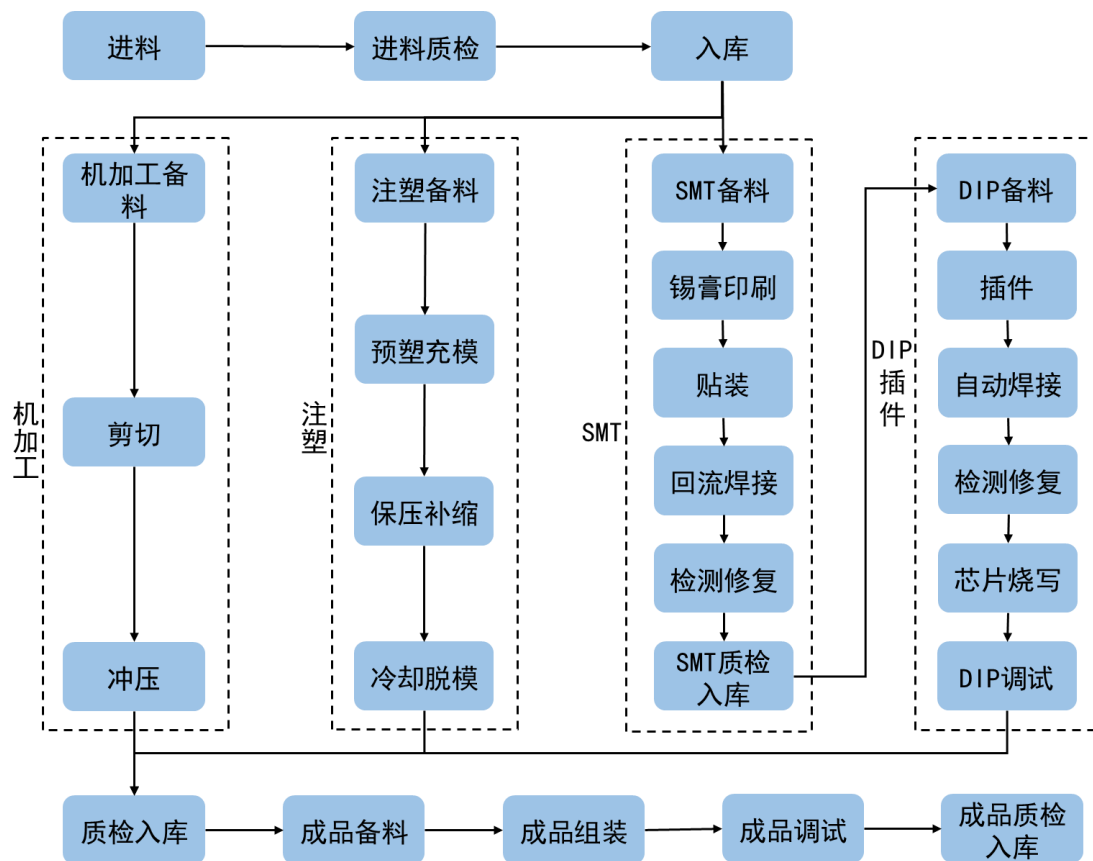 进料
进料质检
入库
机加工
机加工备
料
剪切
冲压
注塑
注塑备料
预塑充模
保压补缩
冷却脱模
SMT
SMT备料
锡膏印刷
贴装
回流焊接
检测修复
SMT质检
入库
DIP
插件
DIP备料
插件
自动焊接
检测修复
芯片烧写
DIP调试
质检入库
成品备料
成品组装
成品调试
成品质检
入库